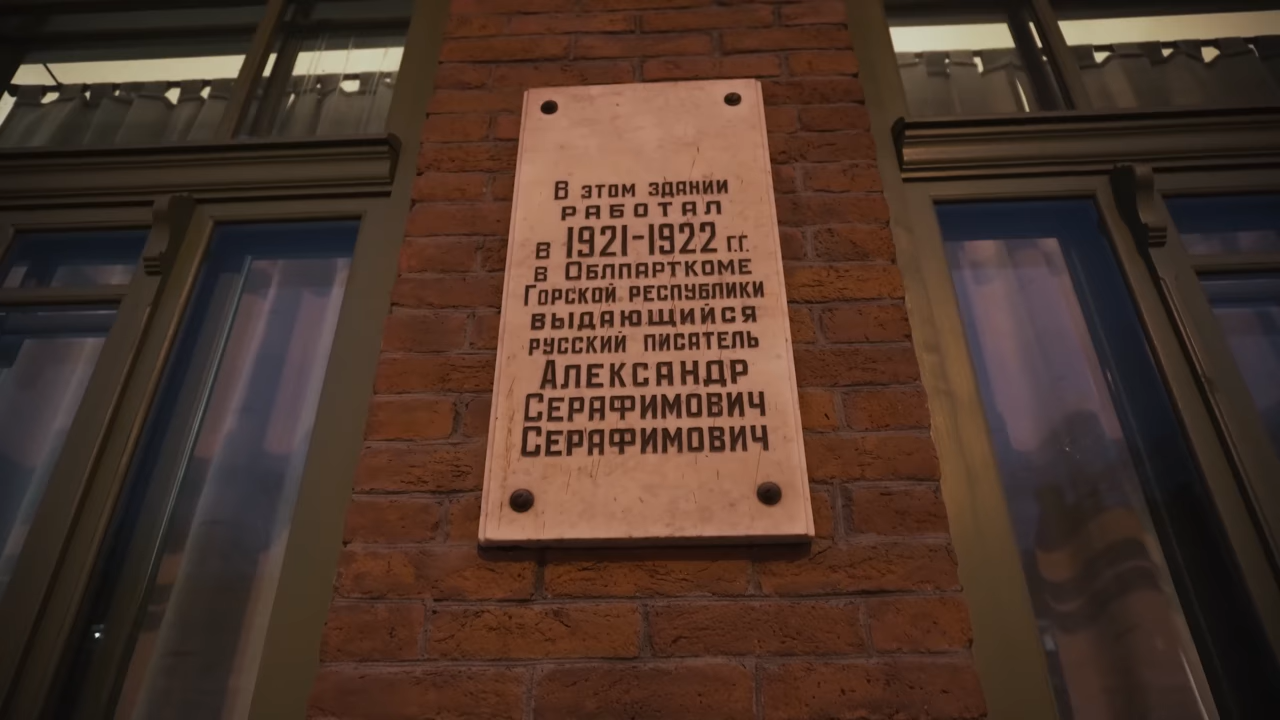 В этом здании
работал
в 1921-1922 г.г.
в Облпарткоме
Горской республики
выдающийся
русский писатель
Александр
Серафимович
Серафимович